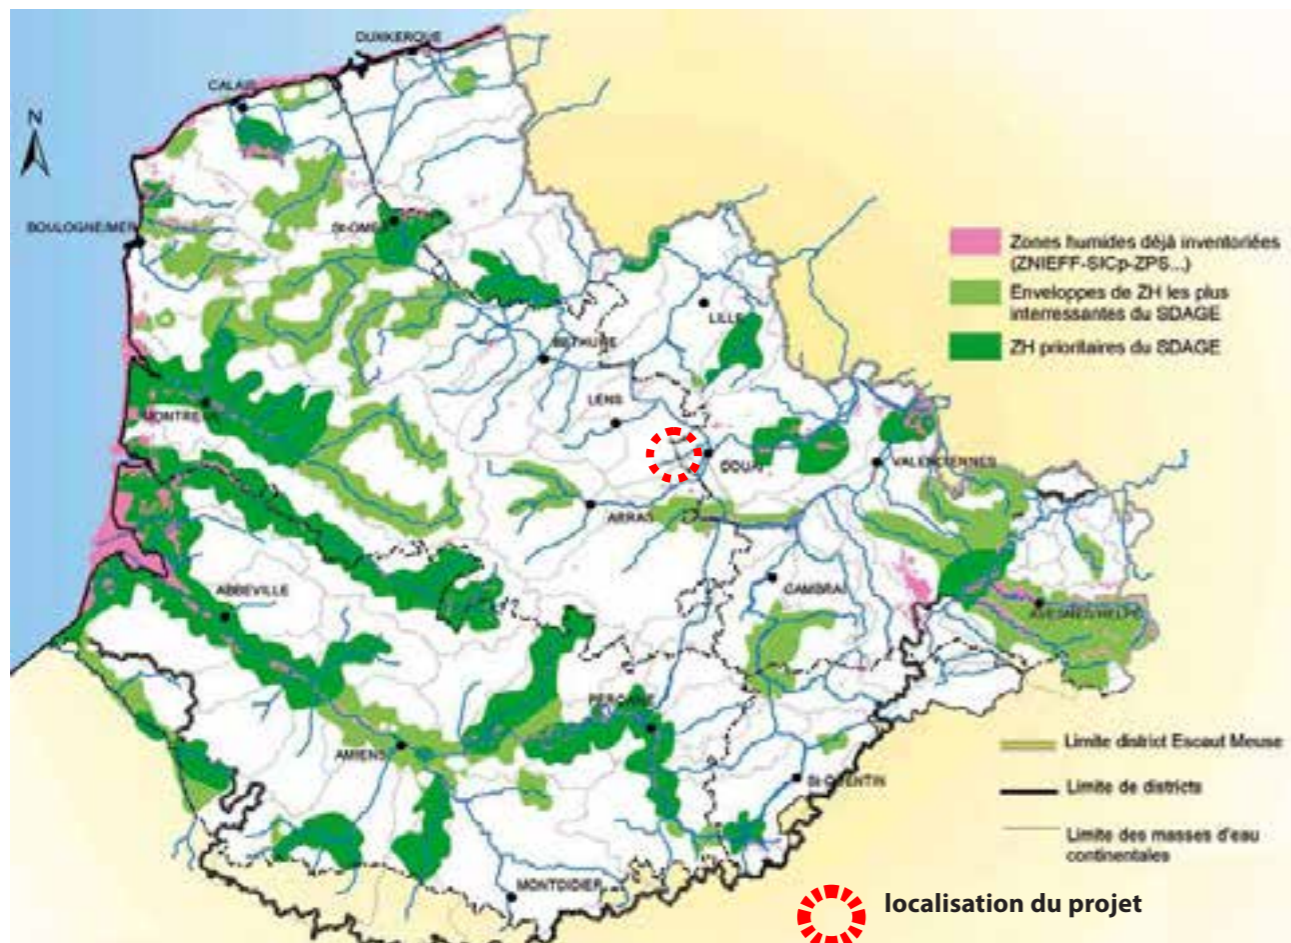 DUNKERQUE
CALAIS
N
BOULOGNE/MER
St-OMER
LILLE
BETHUNE
LENS
MONTREUIL
DOUAI
VALENCIENNES
ARRAS
CAMBRAI
ABBEVILLE
AVESNES/HELPE
PERONNE
AMIENS
St-QUENTIN
MONTDIDIER
Zones humides déjà inventoriées
(ZNIEFF-SICp-ZPS...)
Enveloppes de ZH les plus
interressantes du SDAGE
ZH prioritaires du SDAGE
Limite district Escaut Meuse
Limite de districts
Limite des masses d'eau
continentales
localisation du projet